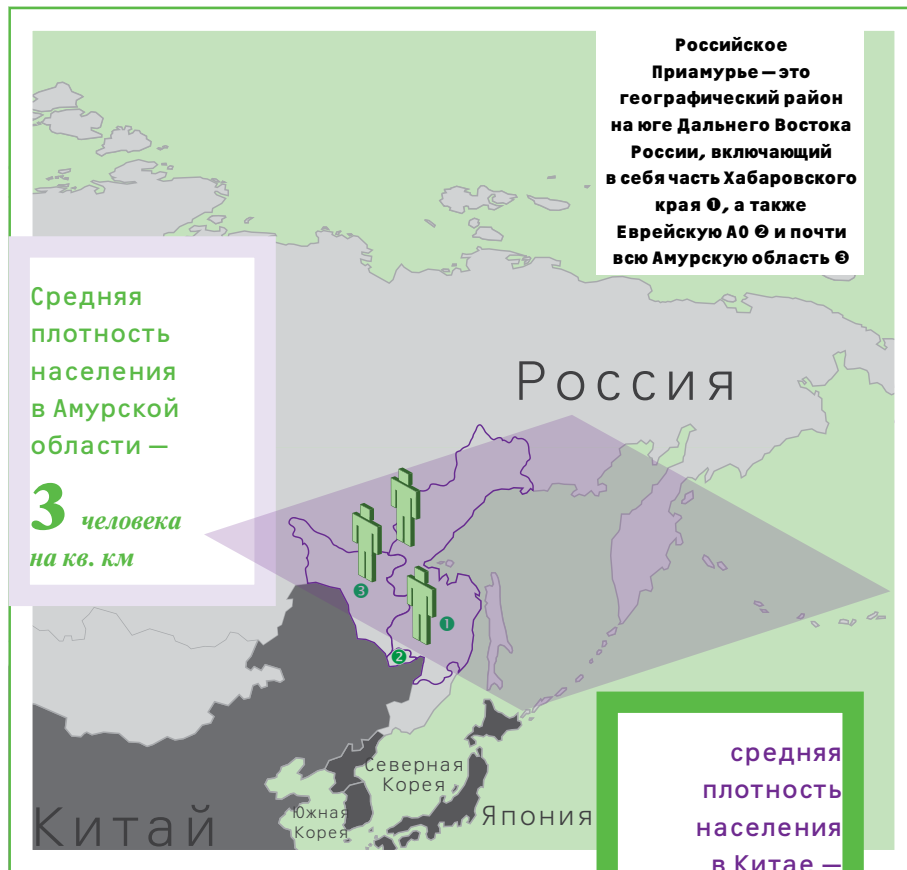 Российское
Приамурье — это
географический район
на юге Дальнего Востока
России, включающий
в себя часть Хабаровского
края ❶, а также
Еврейскую АО ❷ и почти
всю Амурскую область ❸
Средняя
плотность
населения
в Амурской
области —
3 человека
на кв. км
Россия
❸
❶
❷
Северная
Корея
Южная
Корея
Япония
Китай
средняя
плотность
населения
в Китае —